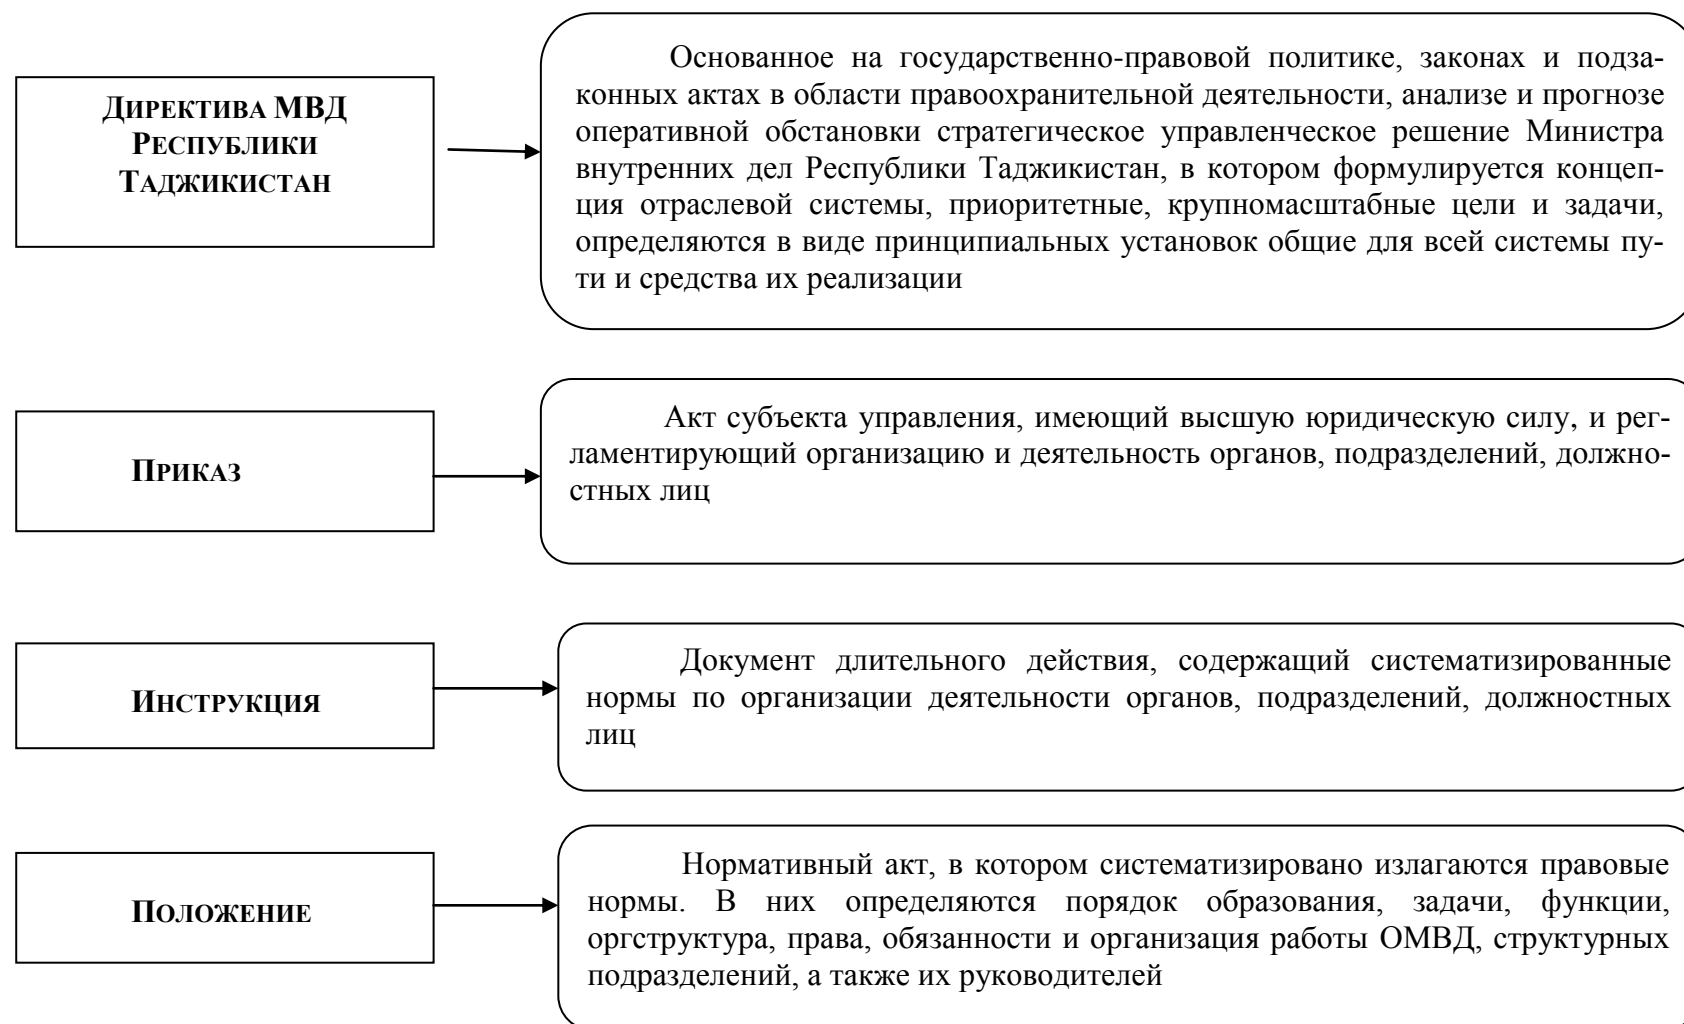 ДИРЕКТИВА МВД
РЕСПУБЛИКИ
ТАДЖИКИСТАН
Основанное на государственно-правовой политике, законах и подза-
конных актах в области правоохранительной деятельности, анализе и прогнозе
оперативной обстановки стратегическое управленческое решение Министра
внутренних дел Республики Таджикистан, в котором формулируется концеп-
ция отраслевой системы, приоритетные, крупномасштабные цели и задачи,
определяются в виде принципиальных установок общие для всей системы пу-
ти и средства их реализации
ПРИКАЗ
Акт субъекта управления, имеющий высшую юридическую силу, и рег-
ламентирующий организацию и деятельность органов, подразделений, должно-
стных лиц
ИНСТРУКЦИЯ
Документ длительного действия, содержащий систематизированные
нормы по организации деятельности органов, подразделений, должностных
лиц
ПОЛОЖЕНИЕ
Нормативный акт, в котором систематизировано излагаются правовые
нормы. В них определяются порядок образования, задачи, функции,
оргструктура, права, обязанности и организация работы ОМВД, структурных
подразделений, а также их руководителей